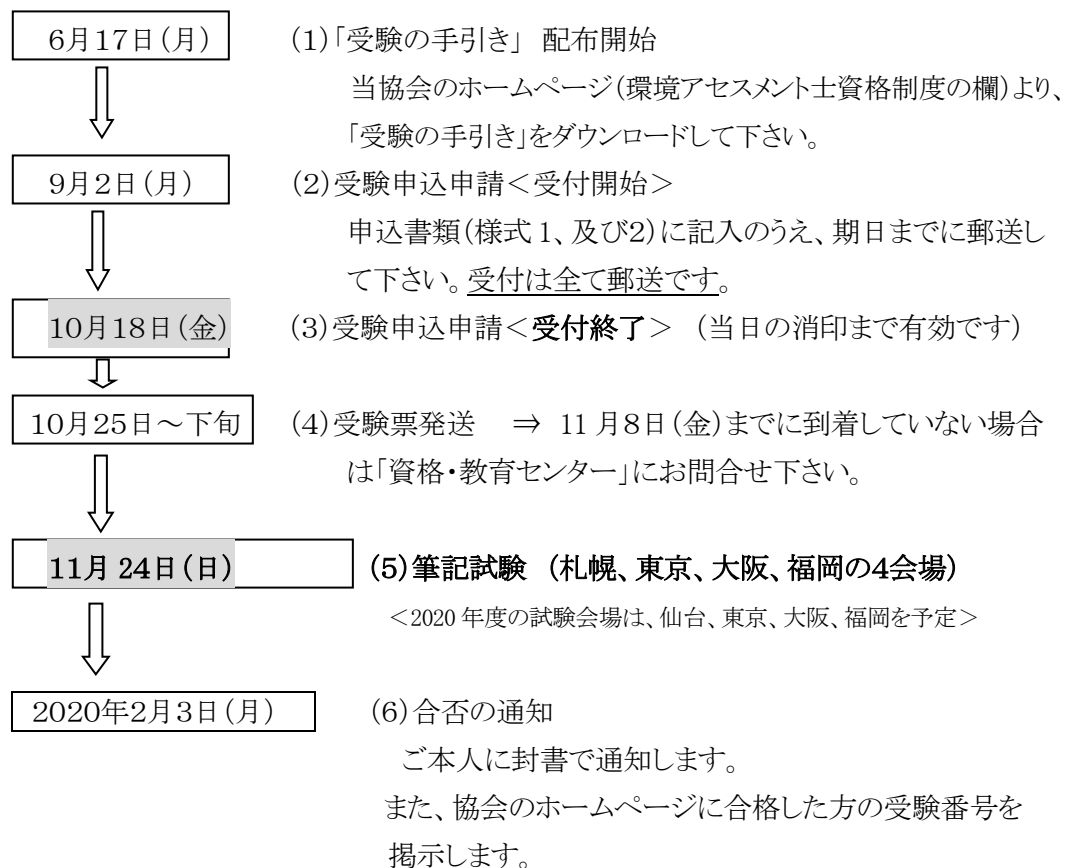 6月17日(月) (1)「受験の手引き」 配布開始
当協会のホームページ(環境アセスメント士資格制度の欄)より、
「受験の手引き」をダウンロードして下さい。
9月2日(月) (2)受験申込申請<受付開始>
申込書類(様式1、及び2)に記入のうえ、期日までに郵送し
て下さい。受付は全て郵送です。
10月18日(金) (3)受験申込申請<受付終了> (当日の消印まで有効です)
10月25日~下旬 (4)受験票発送 ⇒ 11月8日(金)までに到着していない場合
は「資格・教育センター」にお問合せ下さい。
11月24日(日) (5)筆記試験 (札幌、東京、大阪、福岡の4会場)
<2020年度の試験会場は、仙台、東京、大阪、福岡を予定>
2020年2月3日(月) (6)合否の通知
ご本人に封書で通知します。
また、協会のホームページに合格した方の受験番号を
掲示します。